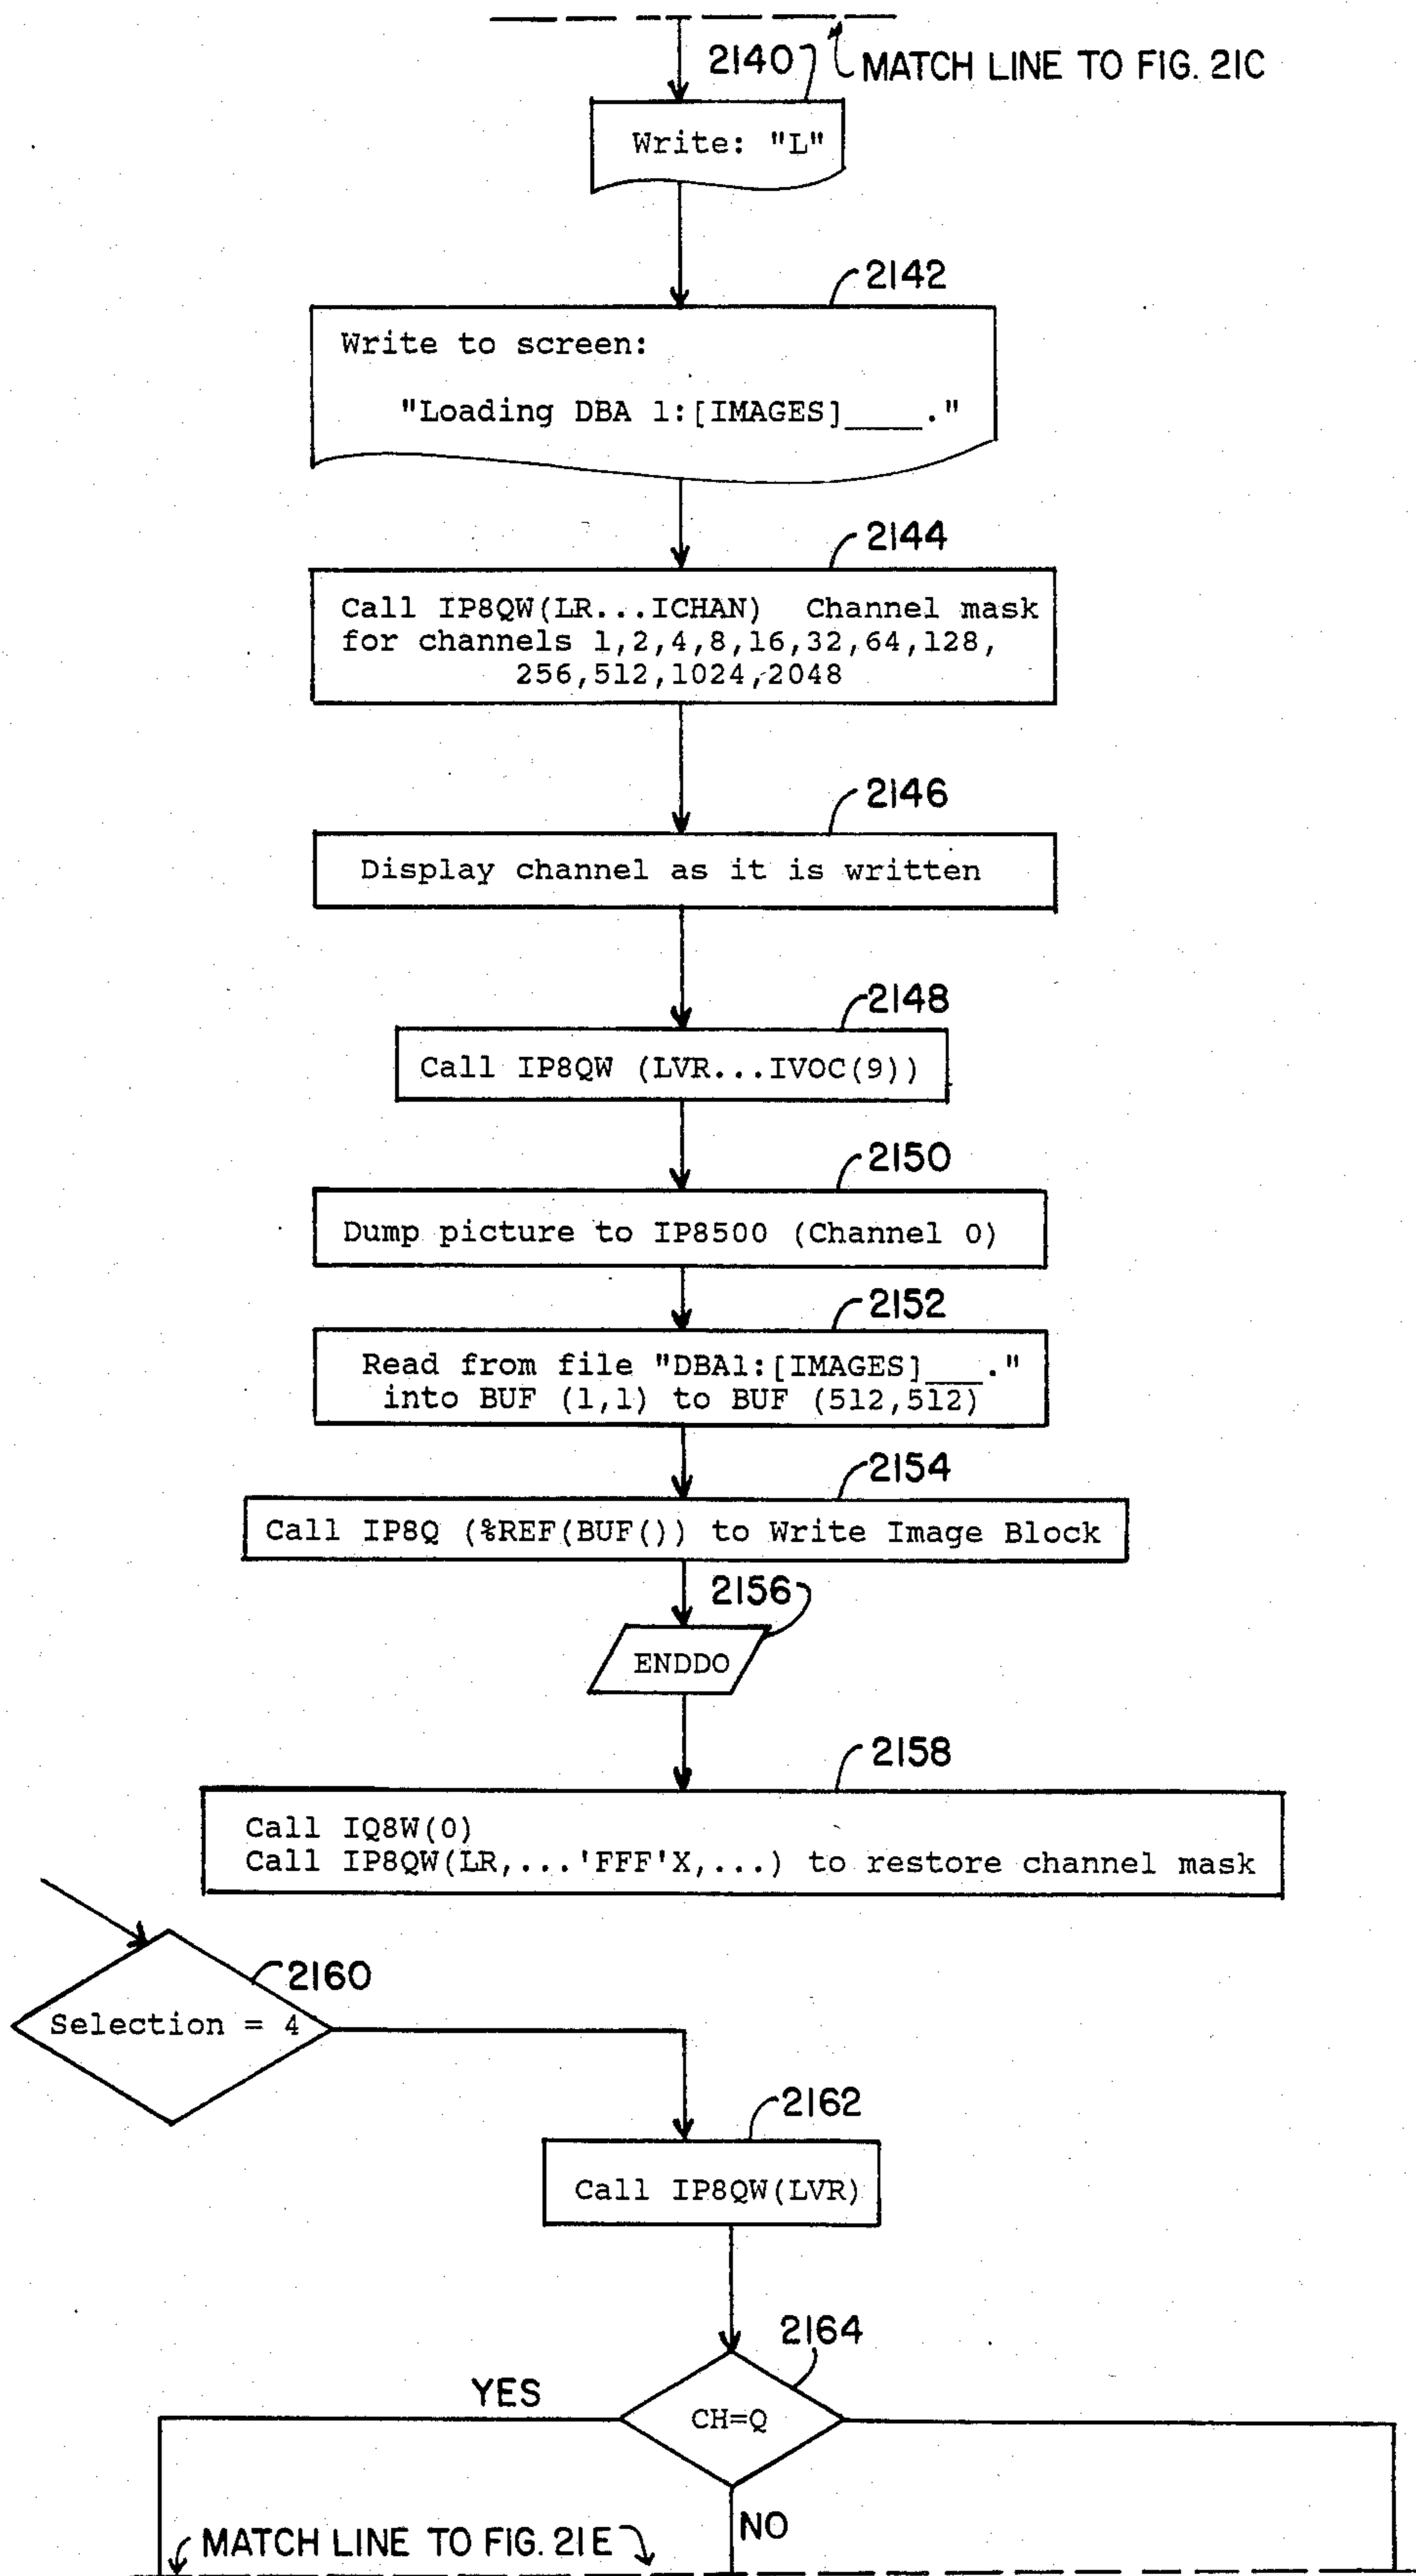 2140
MATCH LINE TO FIG. 21C
Write: "L"
2142
Write to screen:
"Loading DBA 1:[IMAGES]____."
2144
Call IP8QW(LR...ICHAN) Channel mask
for channels 1,2,4,8,16,32,64,128,
256,512,1024,2048
2146
Display channel as it is written
2148
Call IP8QW (LVR...IVOC(9))
2150
Dump picture to IP8500 (Channel 0)
2152
Read from file "DBA1:[IMAGES]___."
into BUF (1,1) to BUF (512,512)
2154
Call IP8Q (%REF(BUF()) to Write Image Block
2156
ENDDO
2158
Call IQ8W(0)
Call IP8QW(LR,...'FFF'X,...) to restore channel mask
2160
Selection = 4
2162
Call IP8QW(LVR)
2164
YES
CH=Q
NO
MATCH LINE TO FIG. 21E